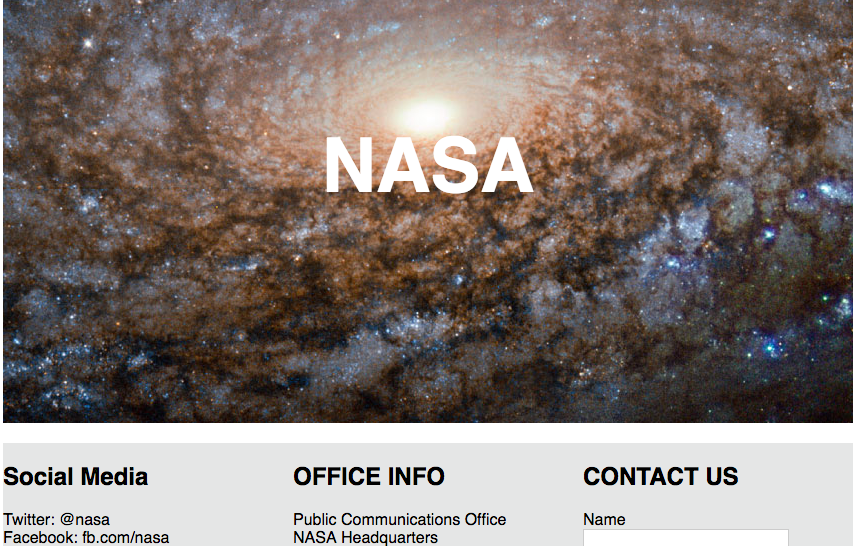 NASA
Social Media
Twitter: @nasa
Facebook: fb.com/nasa
OFFICE INFO
Public Communications Office
NASA Headquarters
CONTACT US
Name